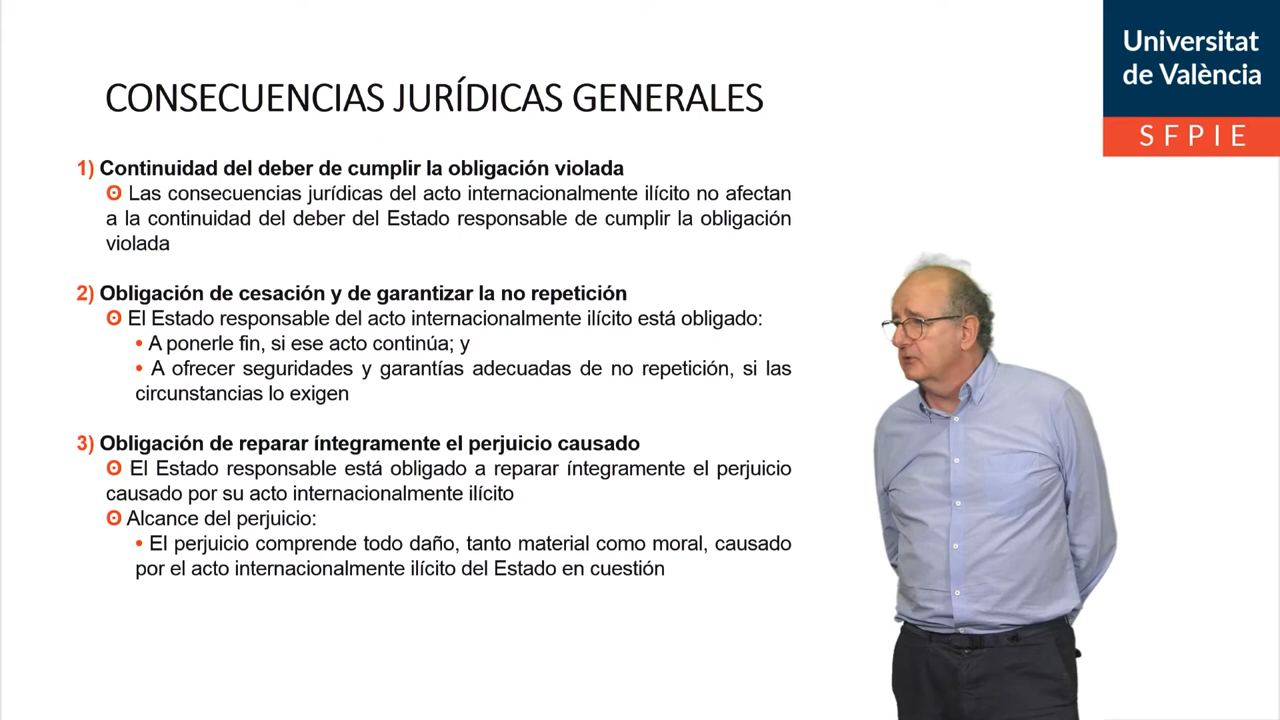 Universitat
de València
SFPIE
CONSECUENCIAS JURÍDICAS GENERALES
1) Continuidad del deber de cumplir la obligación violada
ʘ Las consecuencias jurídicas del acto internacionalmente ilícito no afectan
a la continuidad del deber del Estado responsable de cumplir la obligación
violada
2) Obligación de cesación y de garantizar la no repetición
ʘ El Estado responsable del acto internacionalmente ilícito está obligado:
• A ponerle fin, si ese acto continúa; y
• A ofrecer seguridades y garantías adecuadas de no repetición, si las
circunstancias lo exigen
3) Obligación de reparar íntegramente el perjuicio causado
ʘ El Estado responsable está obligado a reparar íntegramente el perjuicio
causado por su acto internacionalmente ilícito
ʘ Alcance del perjuicio:
• El perjuicio comprende todo daño, tanto material como moral, causado
por el acto internacionalmente ilícito del Estado en cuestión